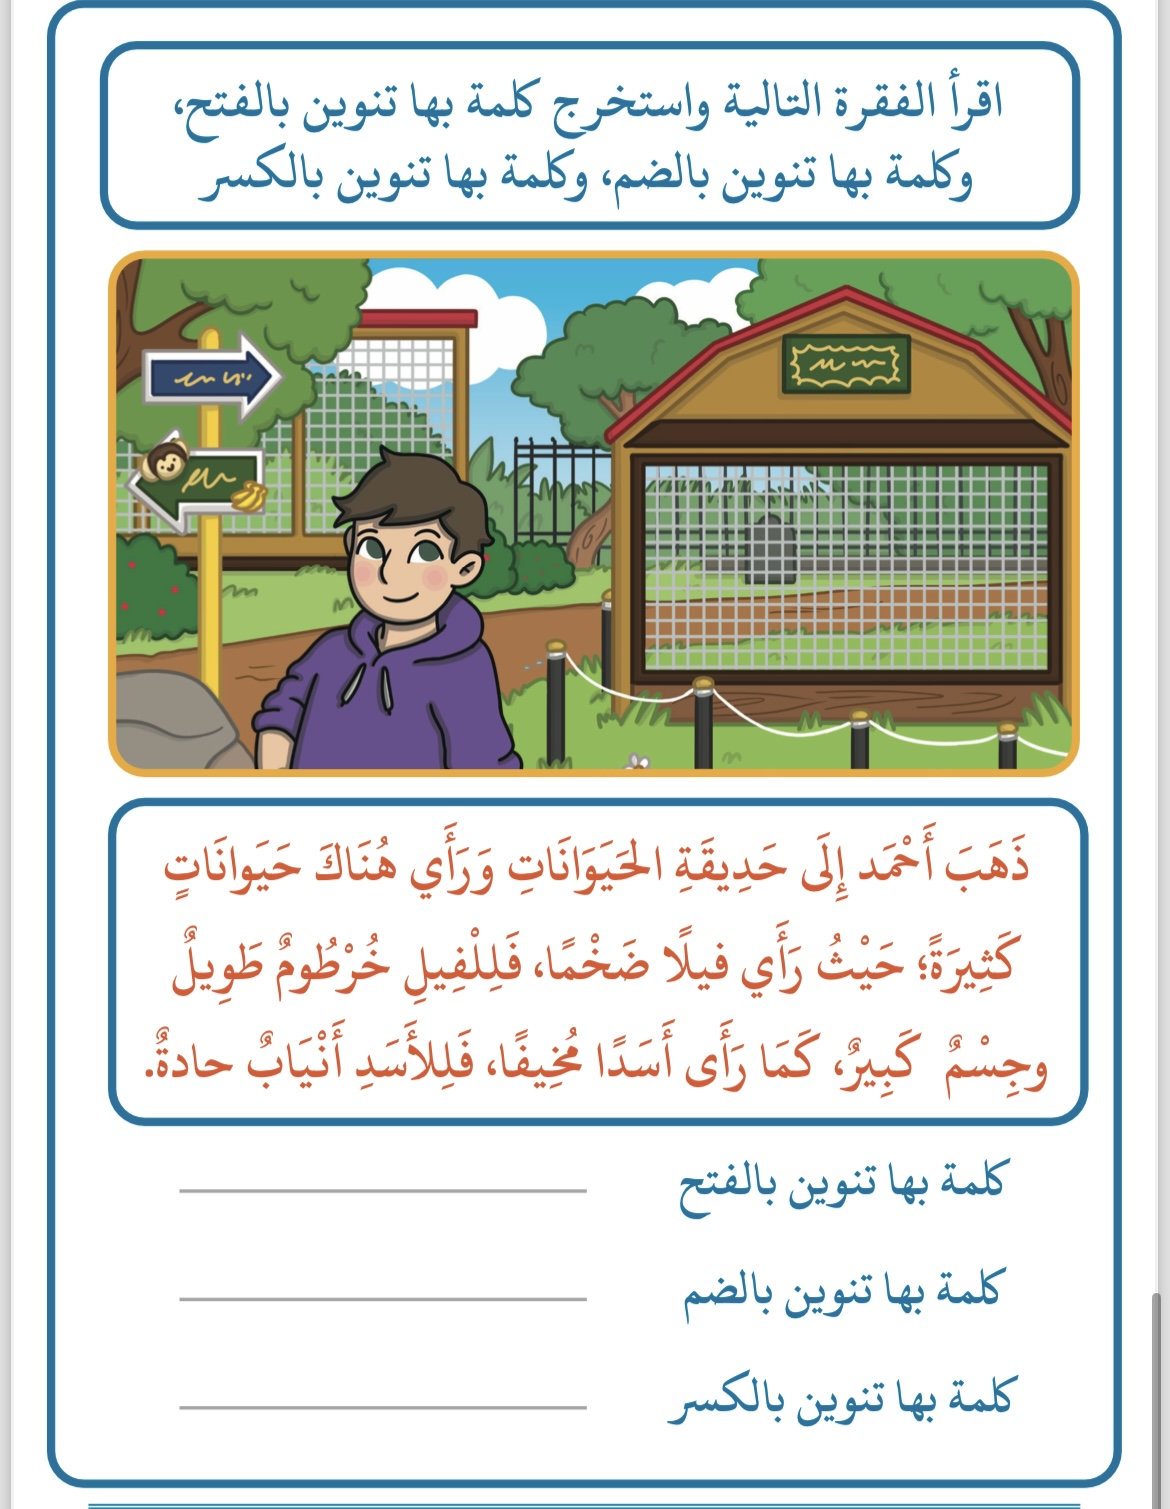 اقرأ الفقرة التالية واستخرج كلمة بها تنوين بالفتح،
وكلمة بها تنوين بالضم، وكلمة بها تنوين بالكسر
ذَهَبَ أَحْمَد إِلَى حَدِيقَةِ الحَيَوَانَاتِ وَرَأَي هُنَاكَ حَيَوانَاتٍ
كَثِيرَةً؛ حَيْثُ رَأَي فيلًا ضَخْمًا، فَلِلْفِيلِ خُرْطُومٌ طَوِيلٌ
وجِسْمٌ كَبِيرٌ، كَمَا رَأَى أَسَدًا مُخِيفًا، فَلِلأَسَدِ أَنْيَابٌ حادةٌ.
كلمة بها تنوين بالفتح
كلمة بها تنوين بالضم
كلمة بها تنوين بالكسر